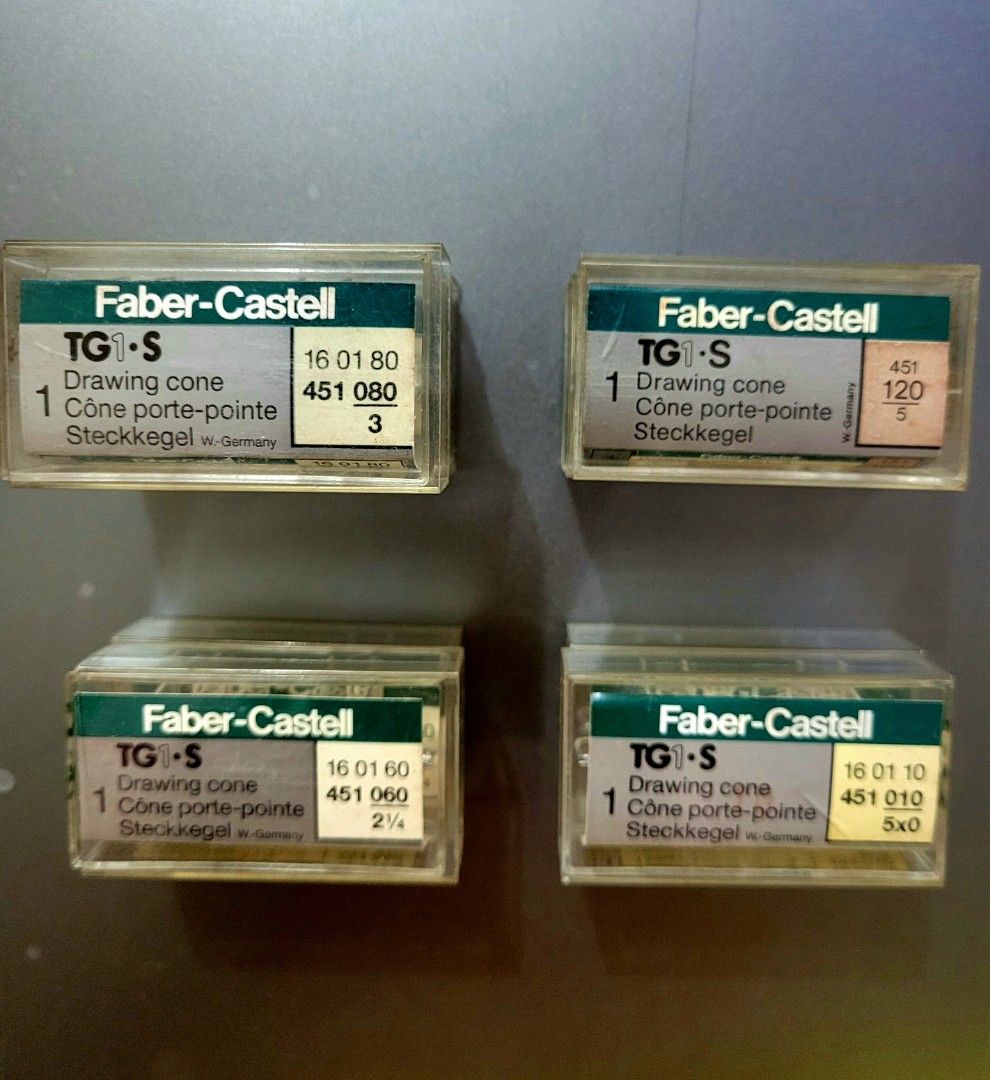 Faber-Castell
TG1·S
1 Drawing cone
Cône porte-pointe
Steckkegel W.-Germany
16 01 80
451 080
3
16 01 80
Faber-Castell
TG1·S
1 Drawing cone
Cône porte-pointe
Steckkegel
W.-Germany
451
120
5
Faber-Castell
TG1·S
1 Drawing cone
Cône porte-pointe
Steckkegel W.-Germany
16 01 60
451 060
2¼
Faber-Castell
TG1·S
1 Drawing cone
Cône porte-pointe
Steckkegel W.-Germany
16 01 10
451 010
5x0